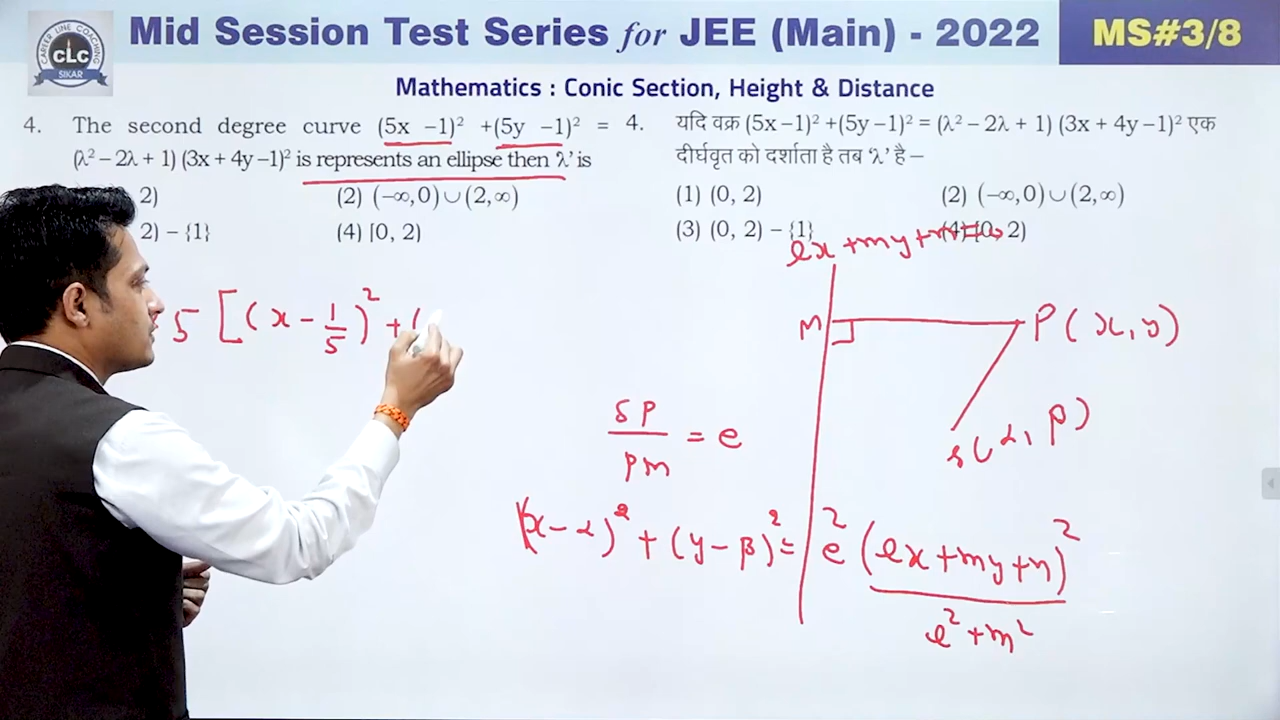 CAREER LINE COACHING
CLC
SIKAR
Mid Session Test Series for JEE (Main) - 2022
MS#3/8
Mathematics : Conic Section, Height & Distance
4. The second degree curve (5x −1)² +(5y −1)² =
(λ² − 2λ + 1) (3x + 4y −1)² is represents an ellipse then 'λ' is
2)
(2) (−∞,0)∪(2,∞)
2) − {1}
(4) [0, 2)
4. यदि वक्र (5x−1)² +(5y−1)² = (λ² − 2λ + 1) (3x + 4y −1)² एक
दीर्घवृत को दर्शाता है तब 'λ' है −
(1) (0, 2)
(2) (−∞,0)∪(2,∞)
(3) (0, 2) − {1}
(4) [0, 2)
lx + my + n = 0
5 [(x − 1/5)² + (
M
P(x, y)
S(α, β)
SP/PM = e
(x − α)² + (y − β)² = e² (lx + my + n)²
l² + m²